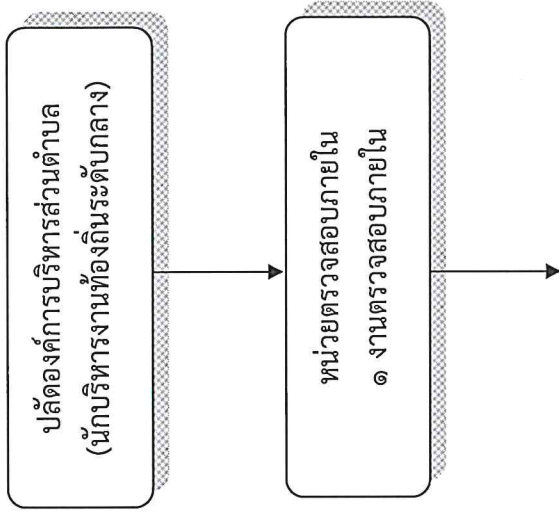 ปลัดองค์การบริหารส่วนตำบล
(นักบริหารงานท้องถิ่นระดับกลาง)
หน่วยตรวจสอบภายใน
๑ งานตรวจสอบภายใน